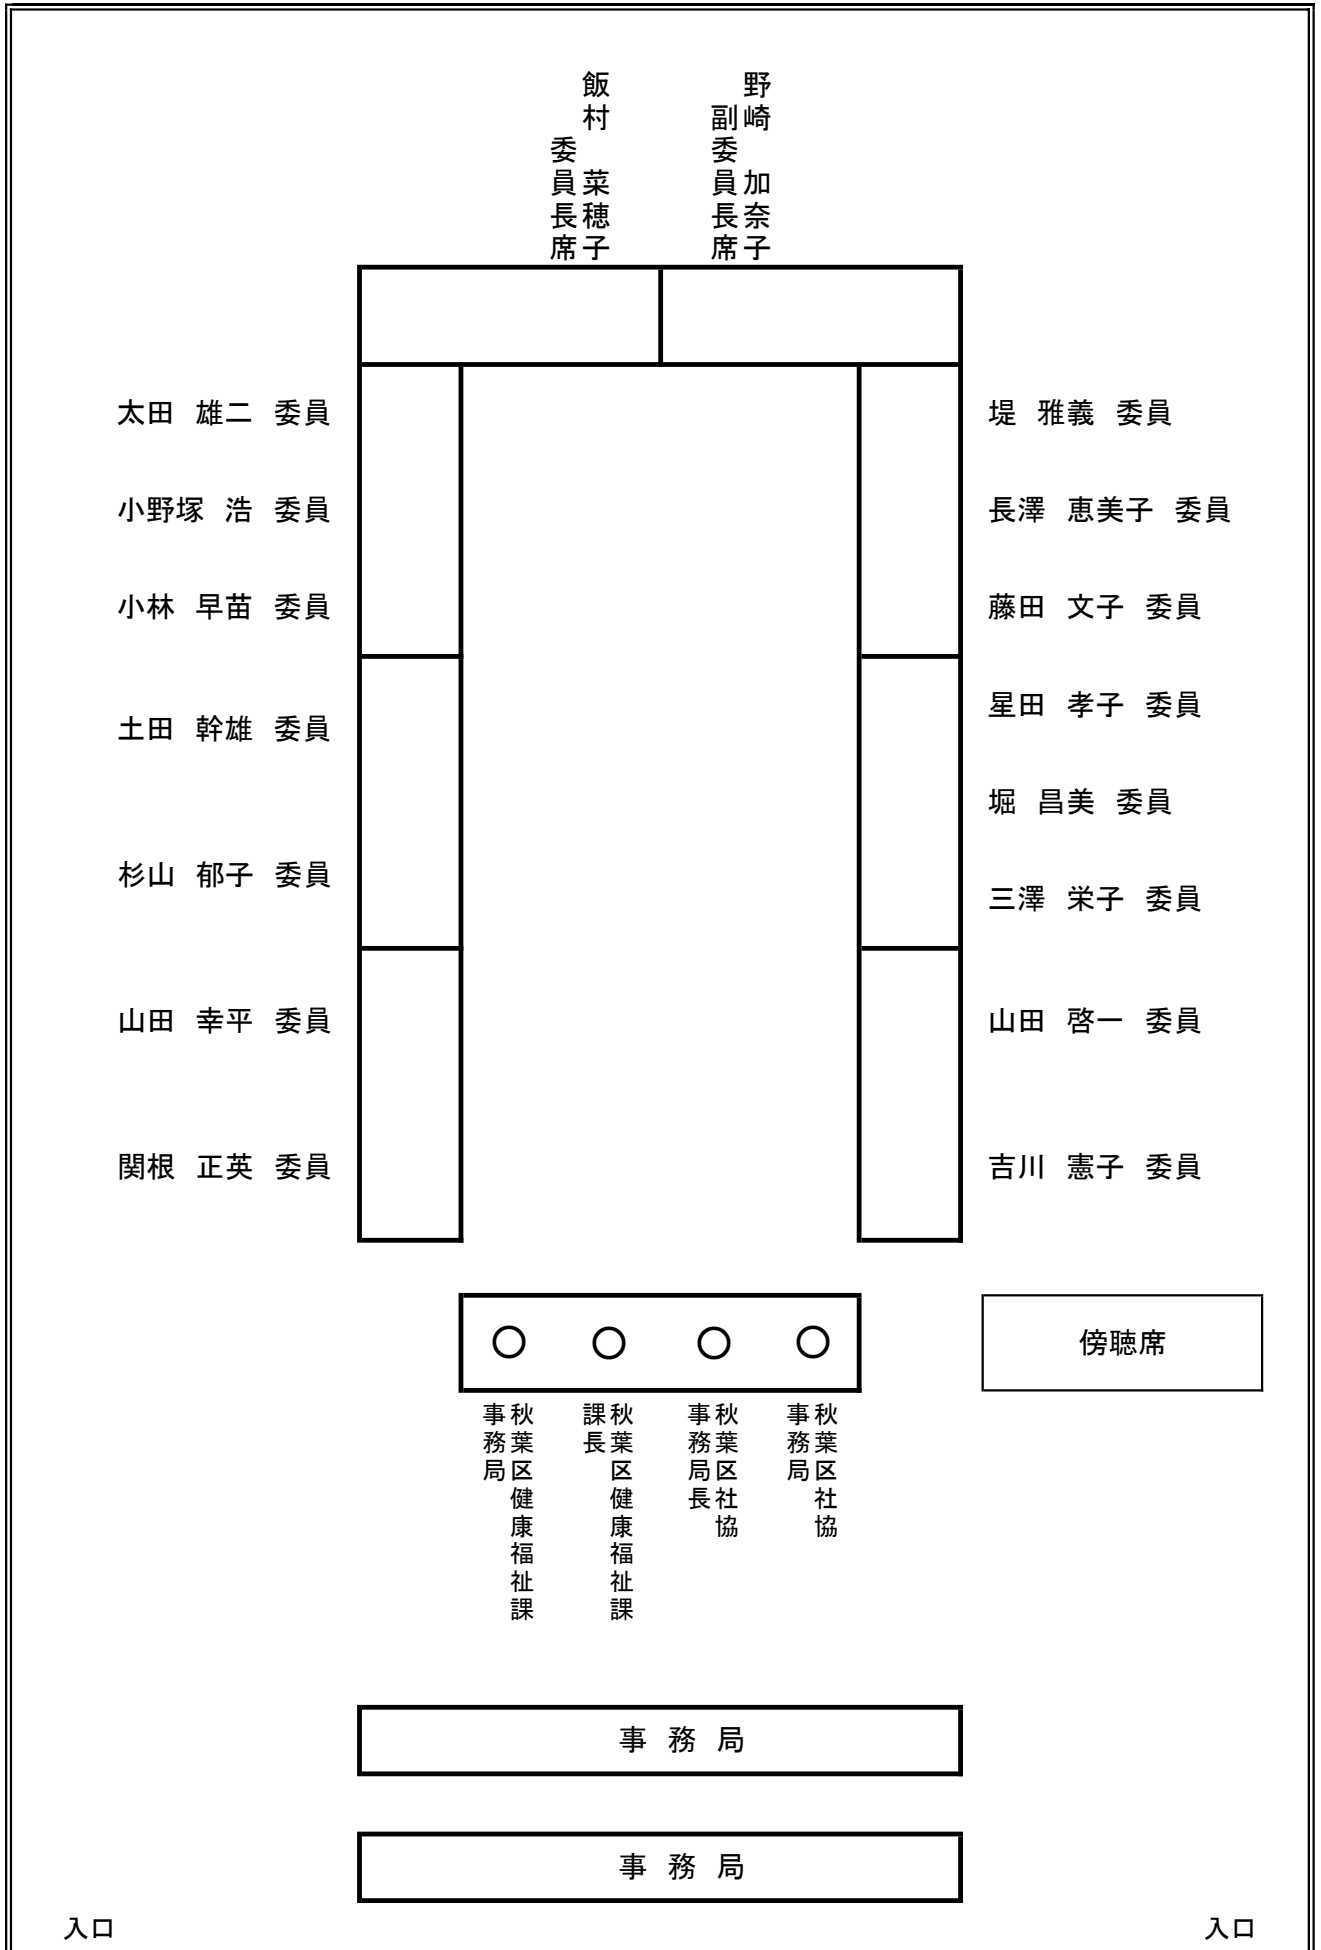 飯村 菜穂子
委員長席
野崎 加奈子
副委員長席
太田 雄二 委員
小野塚 浩 委員
小林 早苗 委員
土田 幹雄 委員
杉山 郁子 委員
山田 幸平 委員
関根 正英 委員
堤 雅義 委員
長澤 恵美子 委員
藤田 文子 委員
星田 孝子 委員
堀 昌美 委員
三澤 栄子 委員
山田 啓一 委員
吉川 憲子 委員
○ ○ ○ ○
傍聴席
秋葉区健康福祉課
事務局
秋葉区健康福祉課
課長
秋葉区社協
事務局長
秋葉区社協
事務局
事 務 局
事 務 局
入口
入口